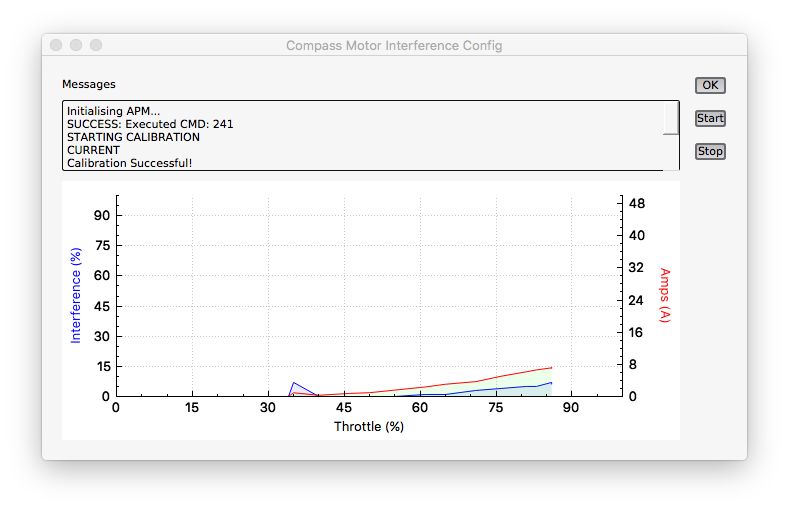 Compass Motor Interference Config
Messages
OK
Initialising APM...
SUCCESS: Executed CMD: 241
STARTING CALIBRATION
CURRENT
Calibration Successful!
Start
Stop
Interference (%)
90
75
60
45
30
15
0
48
40
32
24
16
8
0
Amps (A)
0 15 30 45 60 75 90
Throttle (%)